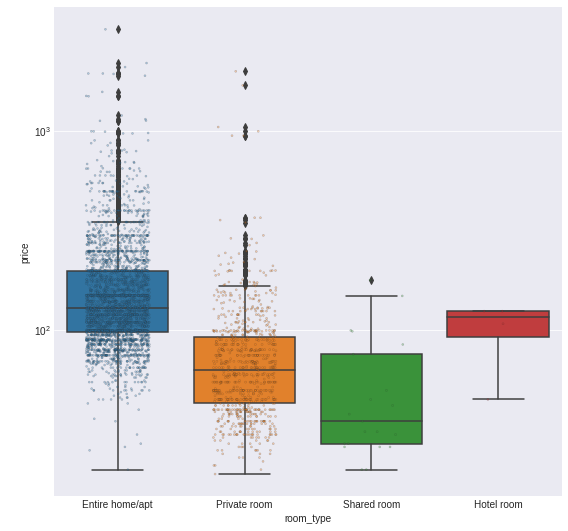 10³
price
10²
Entire home/apt
Private room
Shared room
Hotel room
room_type